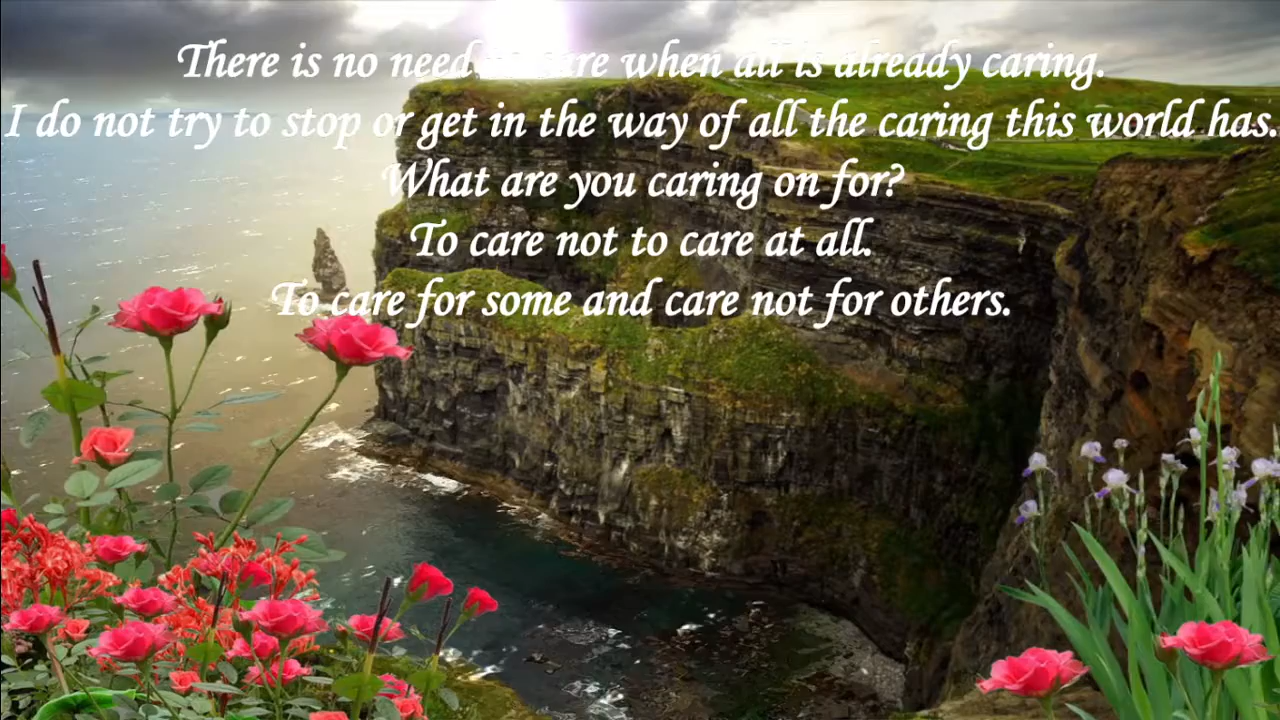 There is no need to care when all is already caring.
I do not try to stop or get in the way of all the caring this world has.
What are you caring on for?
To care not to care at all.
To care for some and care not for others.